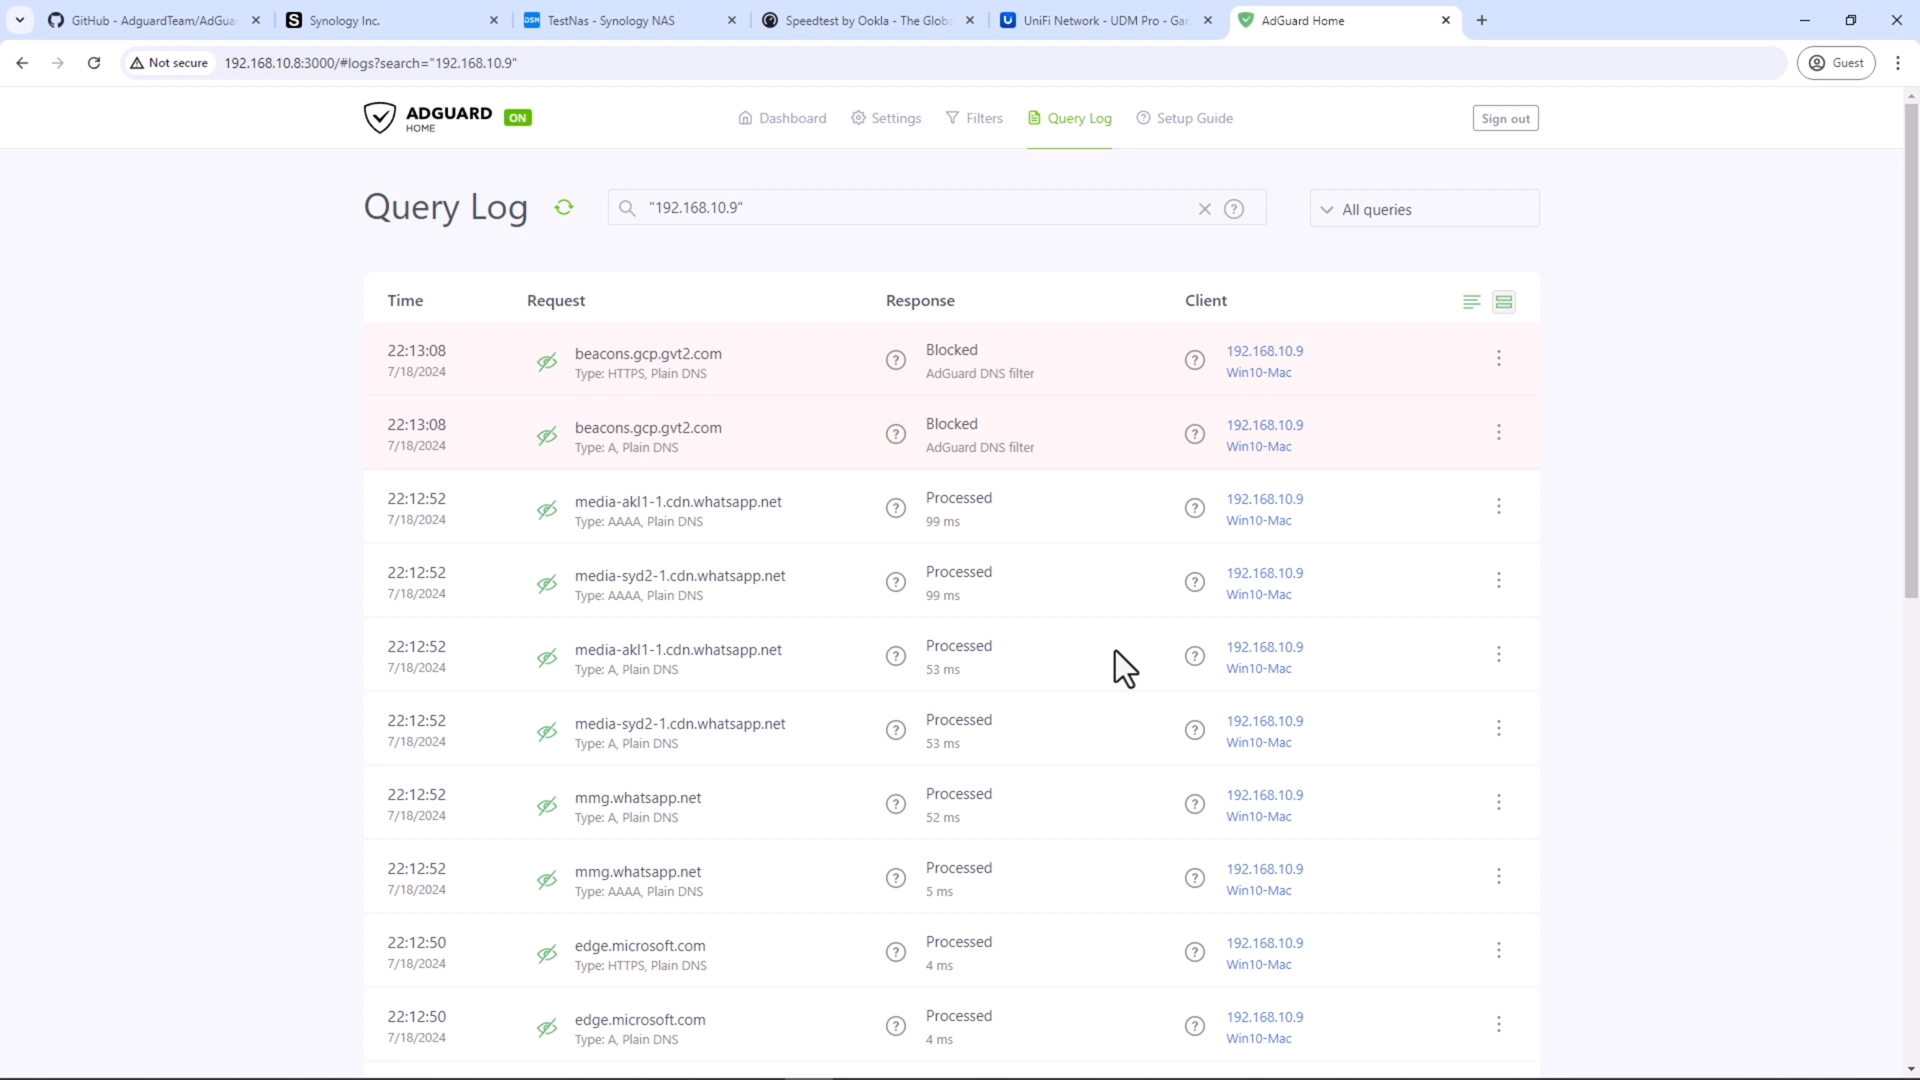 GitHub - AdguardTeam/AdGua
Synology Inc.
DSM TestNas - Synology NAS
Speedtest by Ookla - The Globa
UniFi Network - UDM Pro - Ga
AdGuard Home
Not secure
192.168.10.8:3000/#logs?search="192.168.10.9"
Guest
ADGUARD
HOME
ON
Dashboard
Settings
Filters
Query Log
Setup Guide
Sign out
Query Log
"192.168.10.9"
All queries
Time Request Response Client
22:13:08 beacons.gcp.gvt2.com Blocked 192.168.10.9
7/18/2024 Type: HTTPS, Plain DNS AdGuard DNS filter Win10-Mac
22:13:08 beacons.gcp.gvt2.com Blocked 192.168.10.9
7/18/2024 Type: A, Plain DNS AdGuard DNS filter Win10-Mac
22:12:52 media-akl1-1.cdn.whatsapp.net Processed 192.168.10.9
7/18/2024 Type: AAAA, Plain DNS 99 ms Win10-Mac
22:12:52 media-syd2-1.cdn.whatsapp.net Processed 192.168.10.9
7/18/2024 Type: AAAA, Plain DNS 99 ms Win10-Mac
22:12:52 media-akl1-1.cdn.whatsapp.net Processed 192.168.10.9
7/18/2024 Type: A, Plain DNS 53 ms Win10-Mac
22:12:52 media-syd2-1.cdn.whatsapp.net Processed 192.168.10.9
7/18/2024 Type: A, Plain DNS 53 ms Win10-Mac
22:12:52 mmg.whatsapp.net Processed 192.168.10.9
7/18/2024 Type: A, Plain DNS 52 ms Win10-Mac
22:12:52 mmg.whatsapp.net Processed 192.168.10.9
7/18/2024 Type: AAAA, Plain DNS 5 ms Win10-Mac
22:12:50 edge.microsoft.com Processed 192.168.10.9
7/18/2024 Type: HTTPS, Plain DNS 4 ms Win10-Mac
22:12:50 edge.microsoft.com Processed 192.168.10.9
7/18/2024 Type: A, Plain DNS 4 ms Win10-Mac